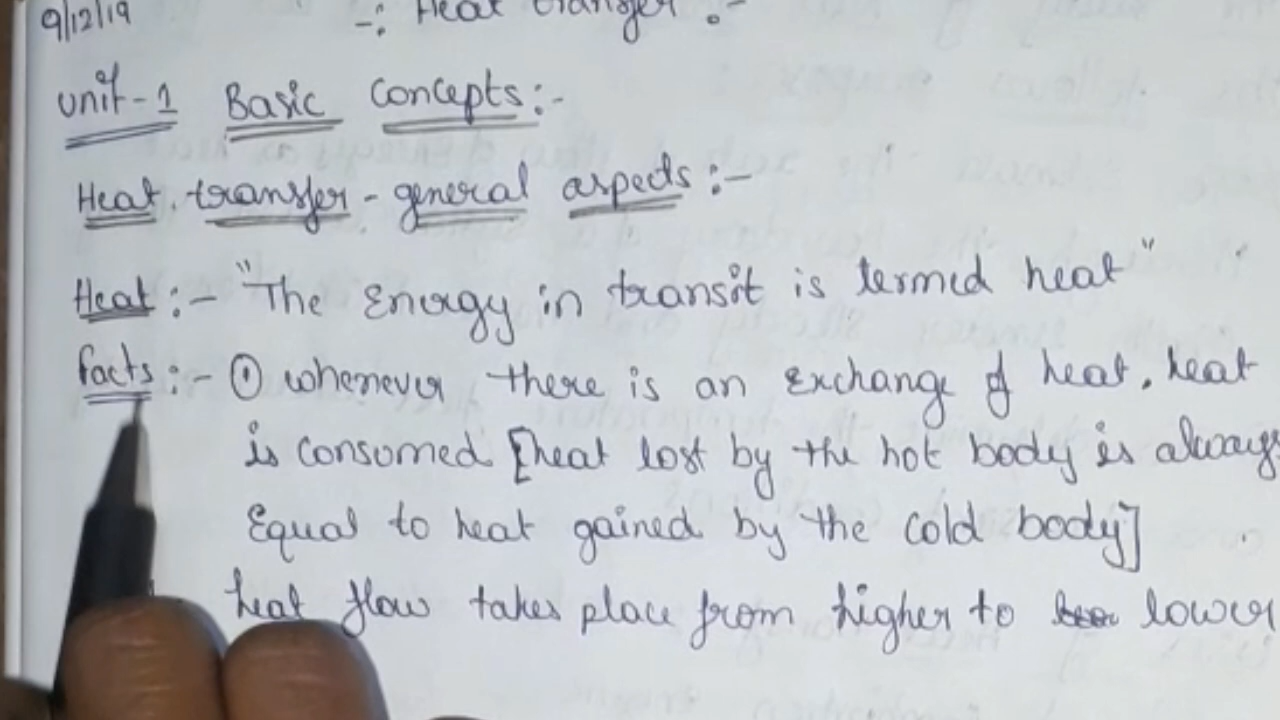 9/12/19 -: Heat transfer :-
Unit-1 Basic Concepts:-
Heat transfer - general aspects :-
Heat :- "The Energy in transit is termed heat"
Facts :- ① whenever there is an Exchange of heat, heat
is consumed [heat lost by the hot body is always
Equal to heat gained by the cold body]
heat flow takes place from higher to lower